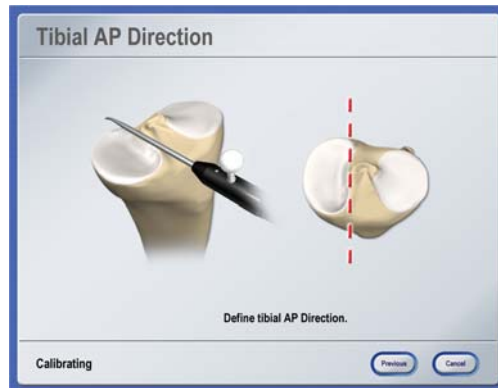 Tibial AP Direction
Define tibial AP Direction.
Calibrating
Previous
Cancel